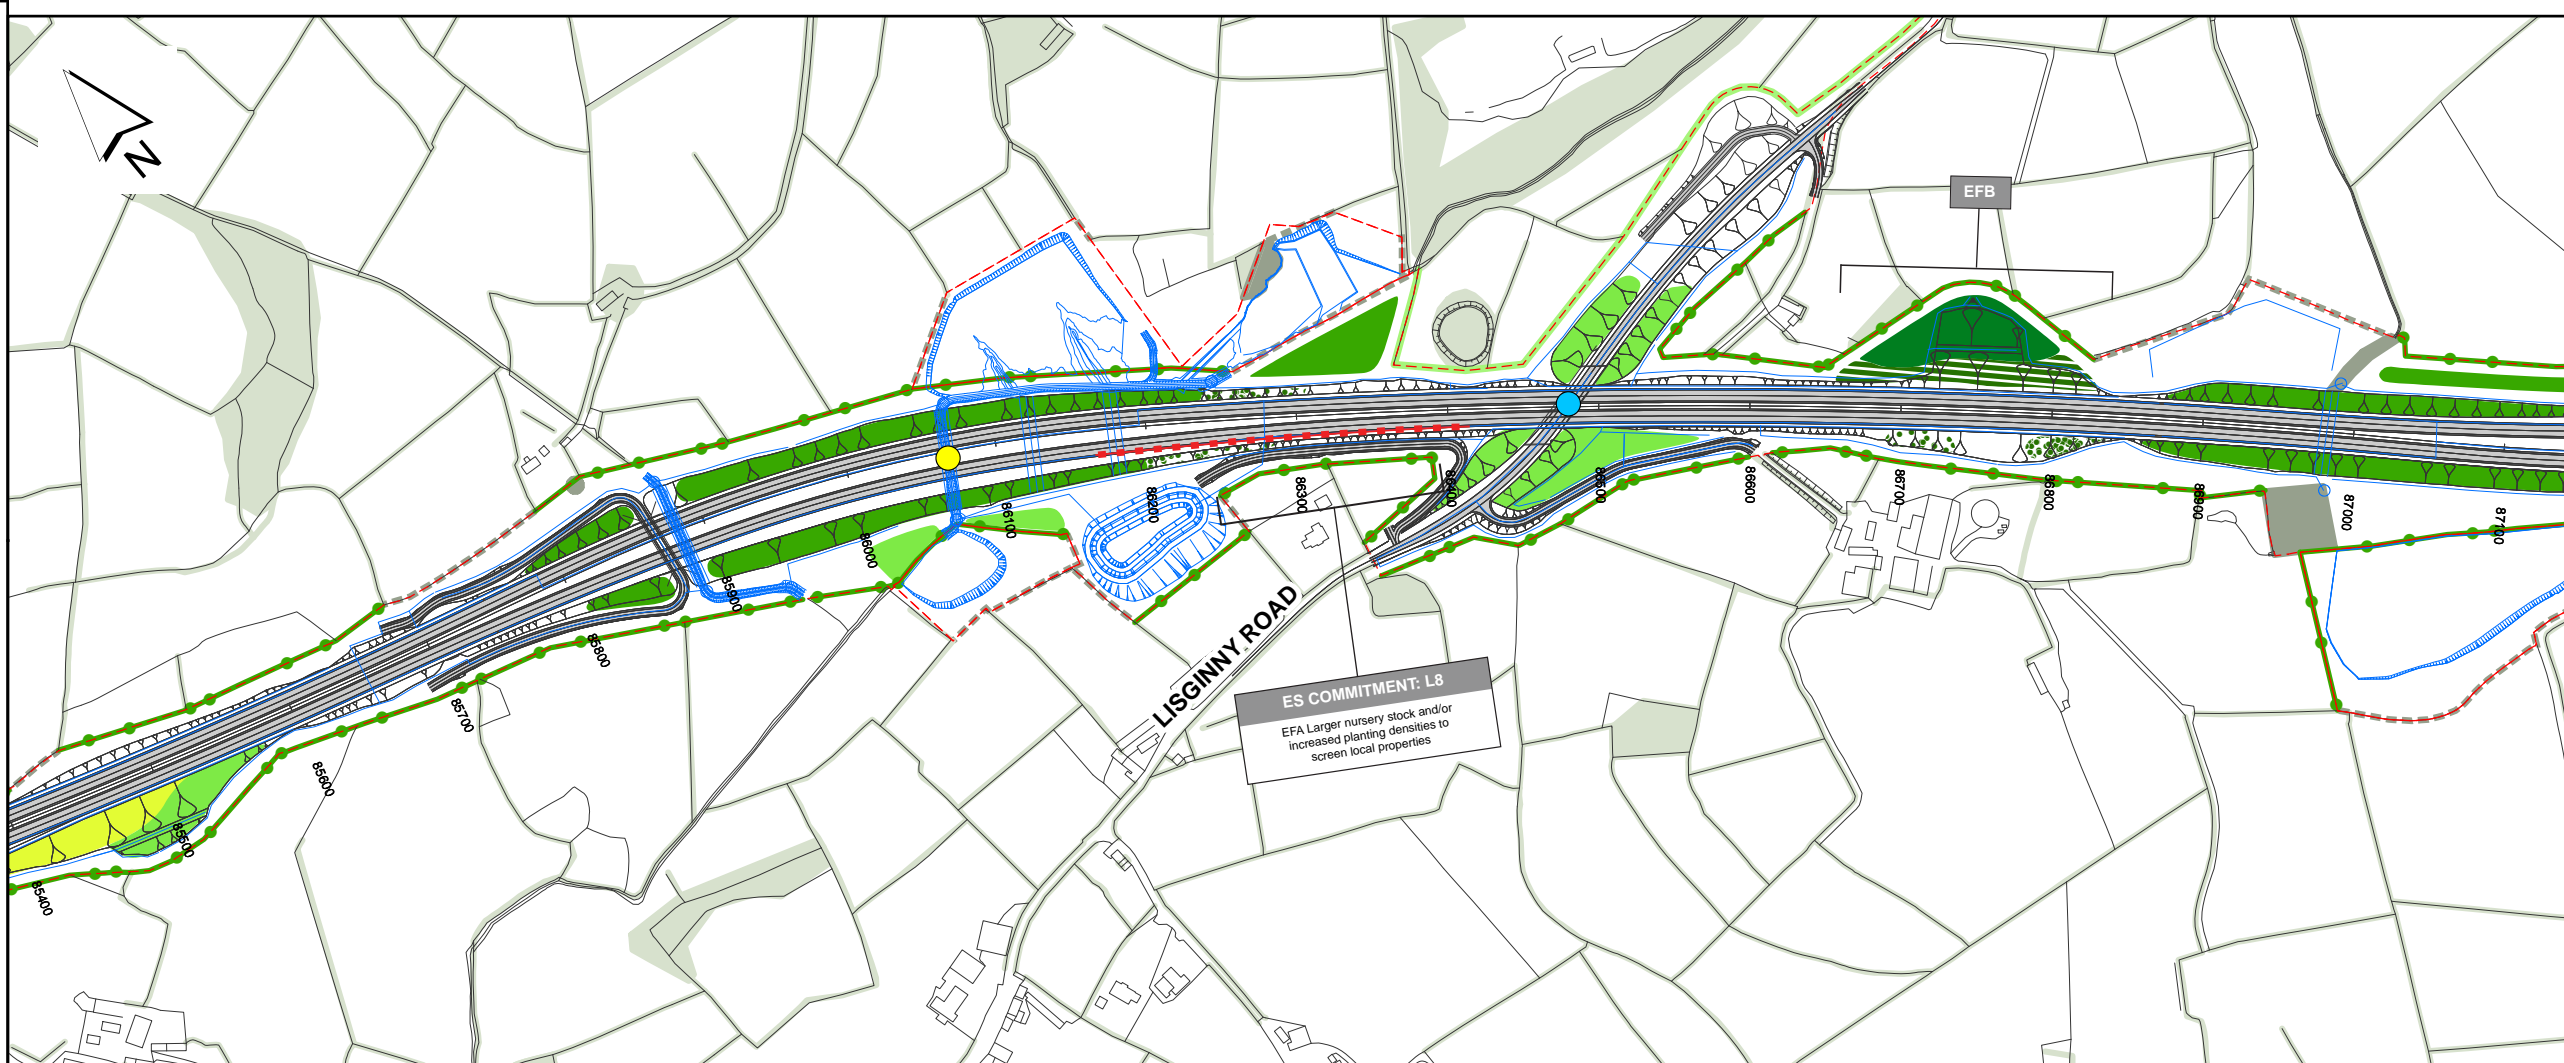 N
EFB
85400
85500
85600
85700
85800
85900
86000
86100
86200
86300
86400
86500
86600
86700
86800
86900
87000
87100
LISGINNY ROAD
ES COMMITMENT: L8
EFA Larger nursery stock and/or
increased planting densities to
screen local properties